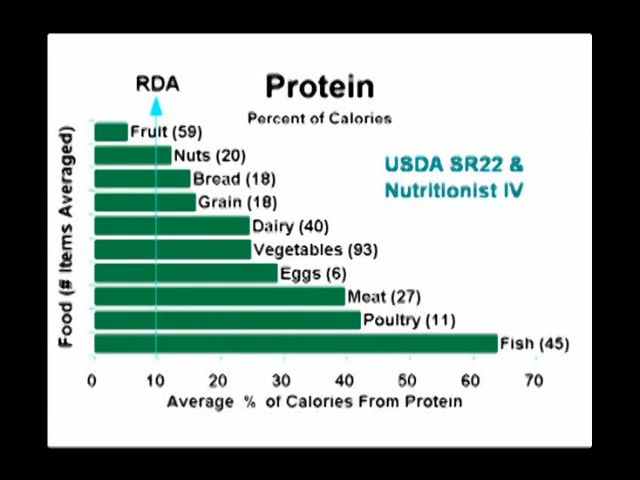 RDA
Protein
Percent of Calories
USDA SR22 &
Nutritionist IV
Food (# Items Averaged)
Fruit (59)
Nuts (20)
Bread (18)
Grain (18)
Dairy (40)
Vegetables (93)
Eggs (6)
Meat (27)
Poultry (11)
Fish (45)
0 10 20 30 40 50 60 70
Average % of Calories From Protein